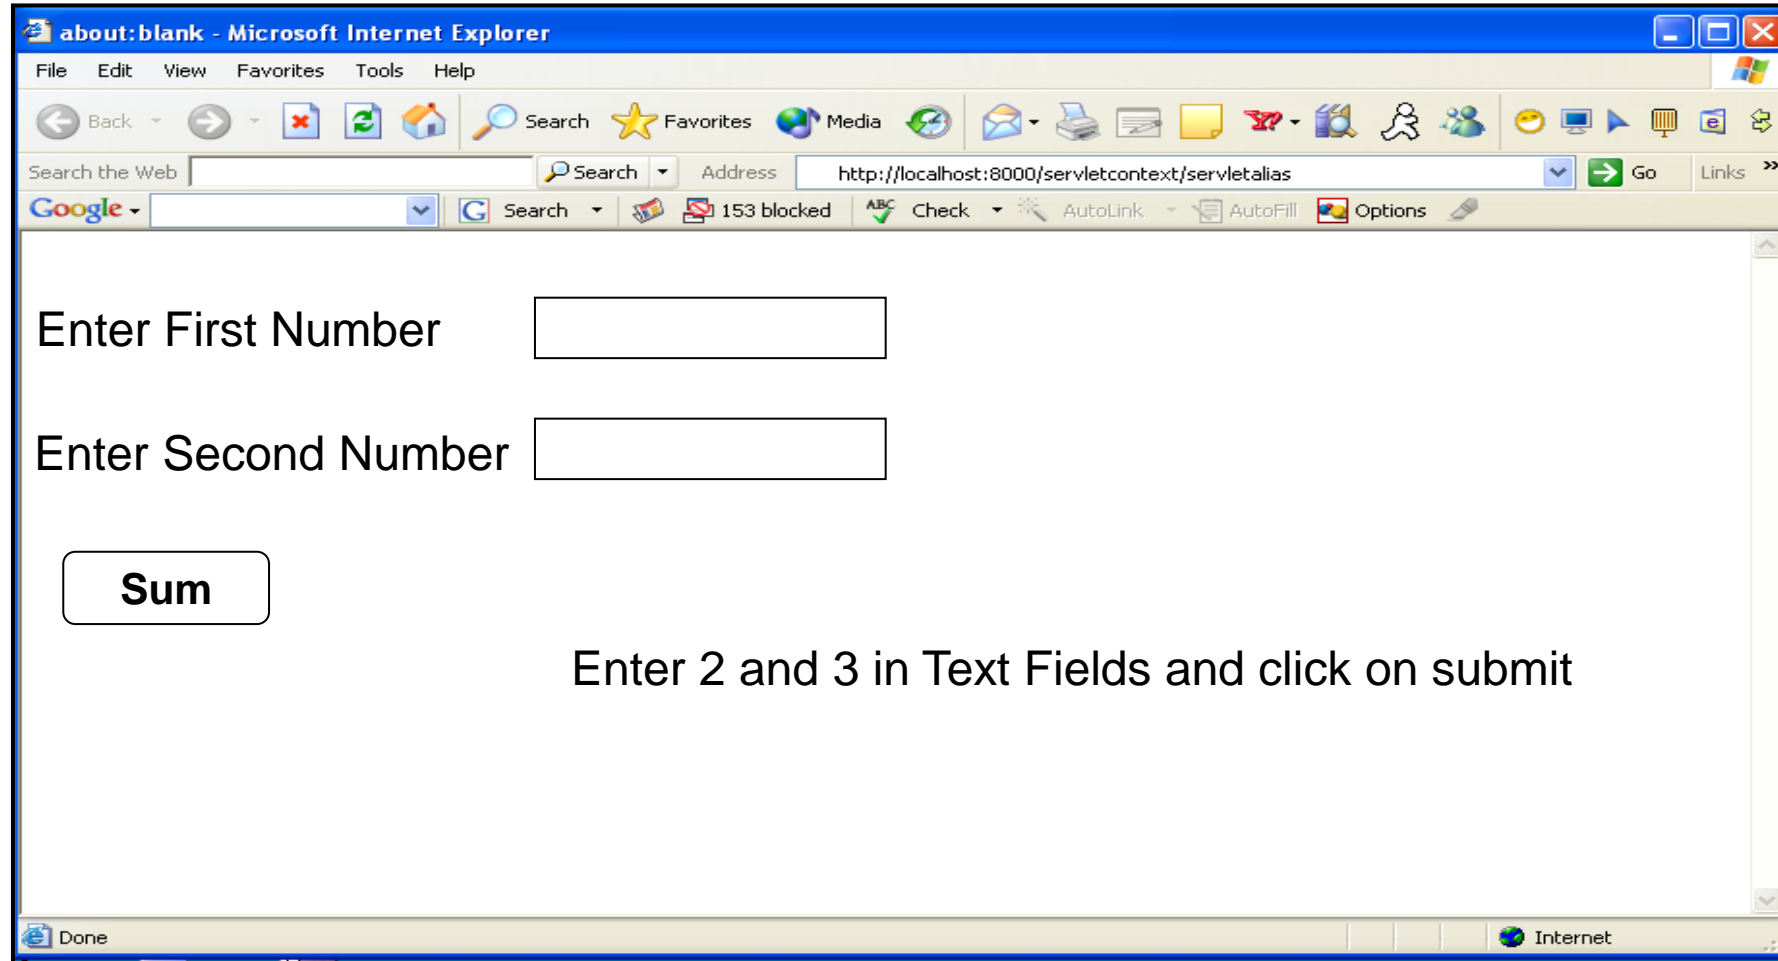 about:blank - Microsoft Internet Explorer
File Edit View Favorites Tools Help
Back Search Favorites Media Y?
Search the Web Search Address http://localhost:8000/servletcontext/servletalias Go Links »
Google G Search 153 blocked ABC Check AutoLink AutoFill Options
Enter First Number
Enter Second Number
Sum
Enter 2 and 3 in Text Fields and click on submit
Done Internet